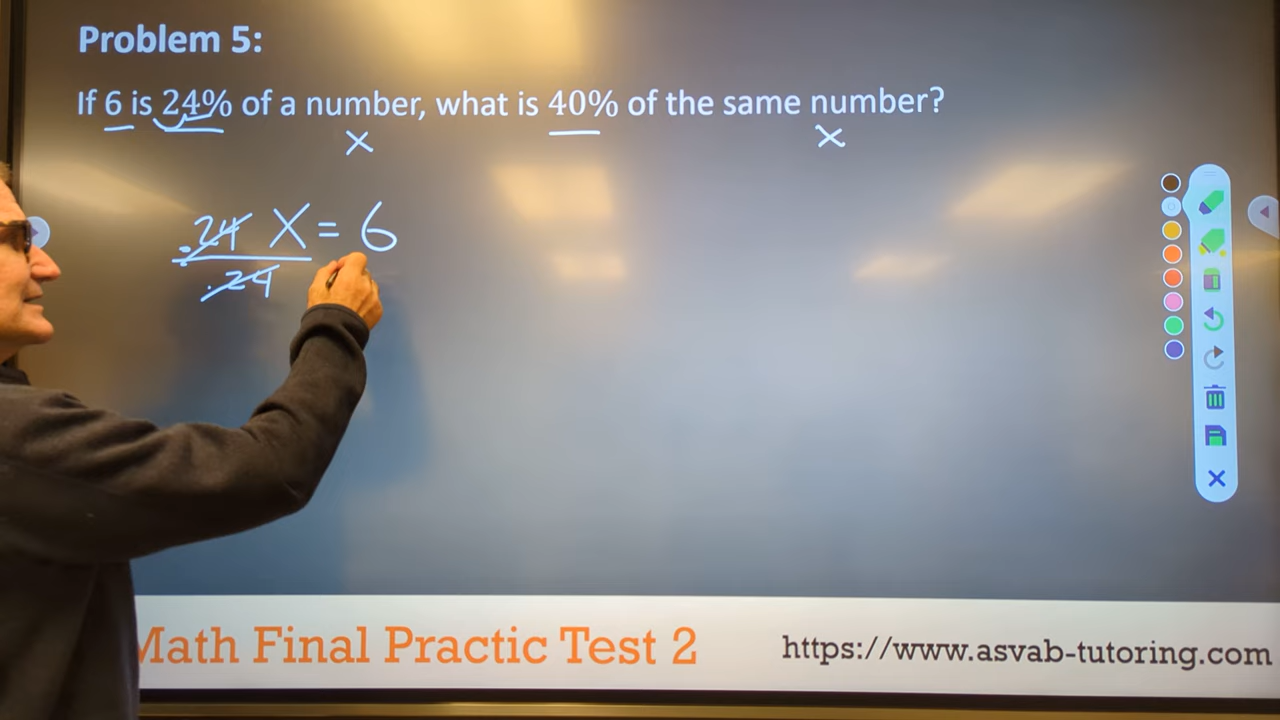 Problem 5:
If 6 is 24% of a number, what is 40% of the same number?
x x
.24 X = 6
.24
Math Final Practic Test 2
https://www.asvab-tutoring.com